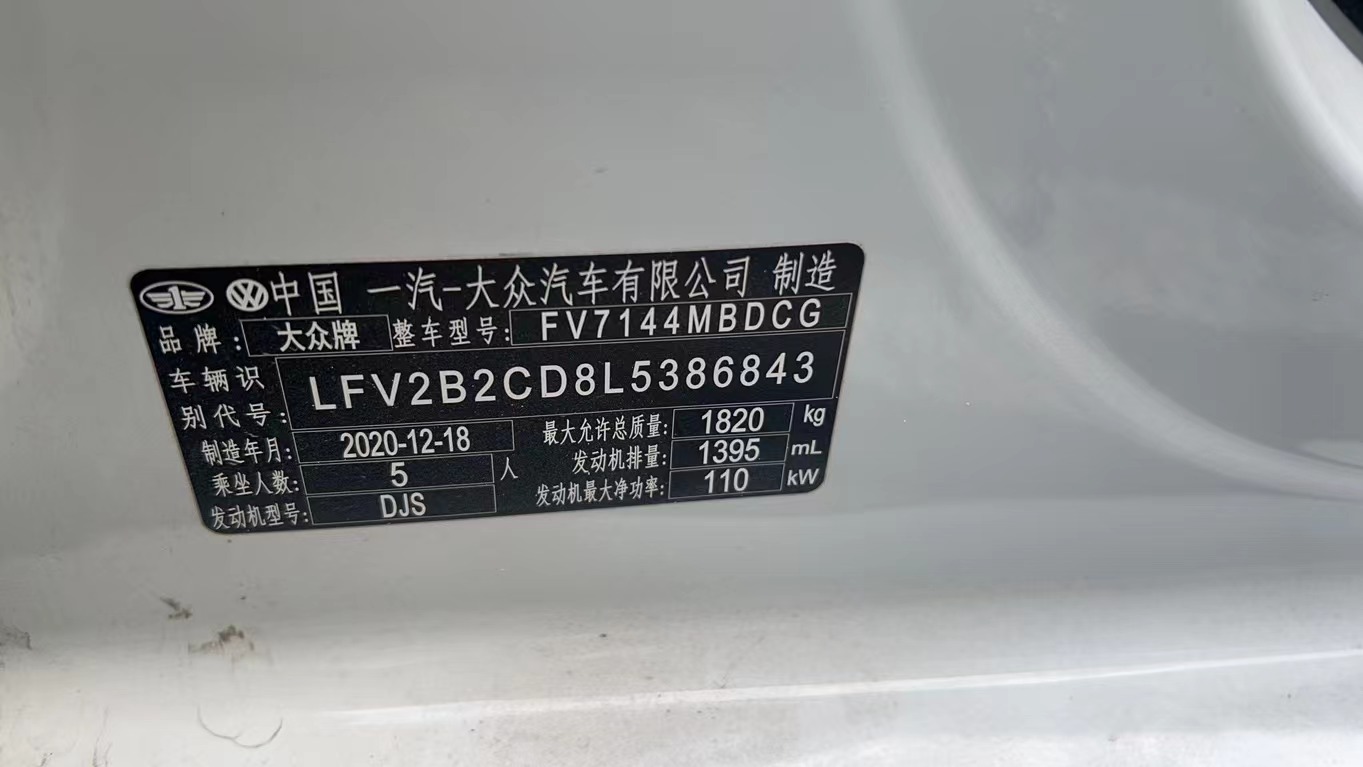 中国 一汽-大众汽车有限公司 制造
品牌: 大众牌 整车型号: FV7144MBDCG
车辆识别代号: LFV2B2CD8L5386843
制造年月: 2020-12-18 最大允许总质量: 1820 kg
乘坐人数: 5 人 发动机排量: 1395 mL
发动机型号: DJS 发动机最大净功率: 110 kW